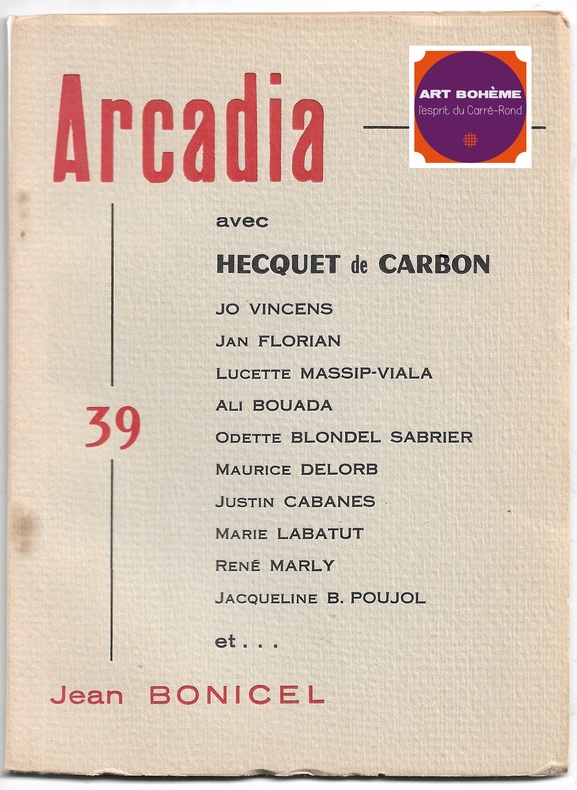 Arcadia
ART BOHÈME
l'esprit du Carré-Rond
avec
HECQUET de CARBON
JO VINCENS
JAN FLORIAN
LUCETTE MASSIP-VIALA
ALI BOUADA
39
ODETTE BLONDEL SABRIER
MAURICE DELORB
JUSTIN CABANES
MARIE LABATUT
RENÉ MARLY
JACQUELINE B. POUJOL
et...
Jean BONICEL